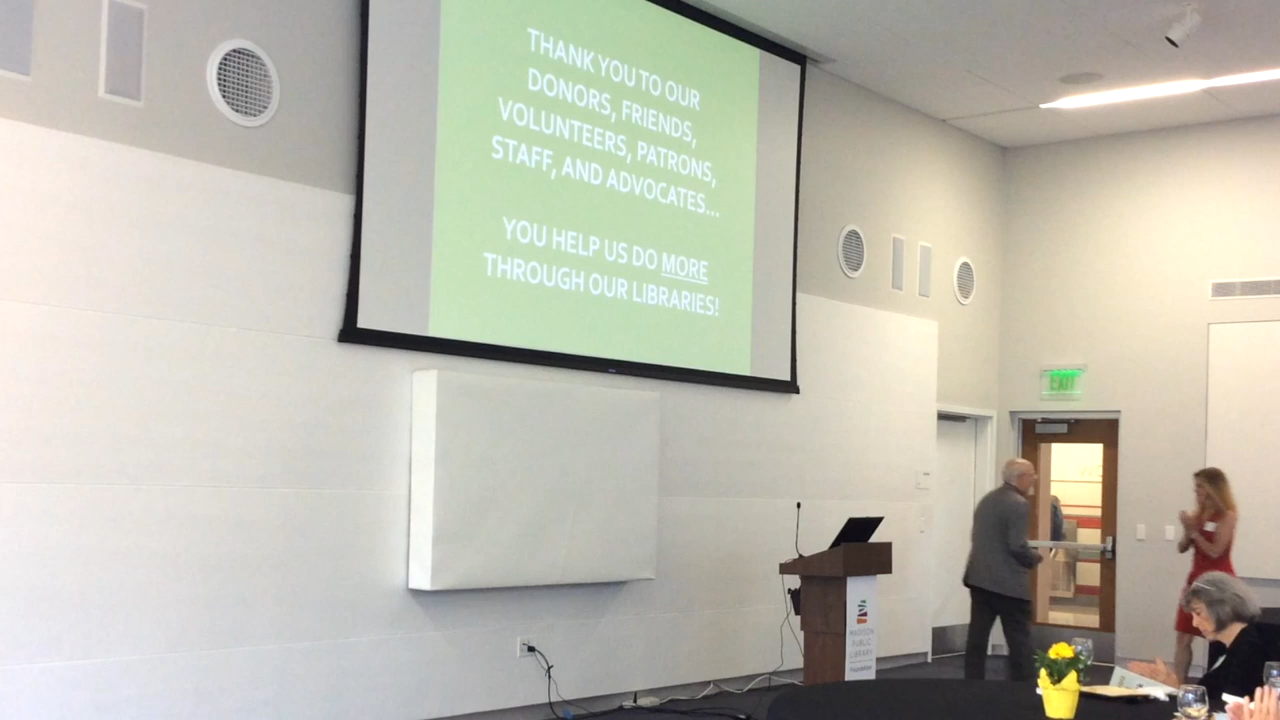 THANK YOU TO OUR
DONORS, FRIENDS,
VOLUNTEERS, PATRONS,
STAFF, AND ADVOCATES...
YOU HELP US DO MORE
THROUGH OUR LIBRARIES!
EXIT
MADISON
PUBLIC
LIBRARY
Foundation